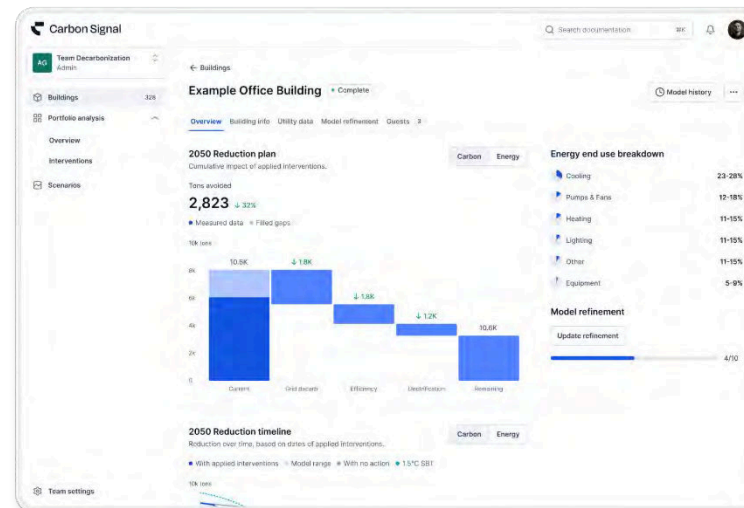 Carbon Signal
Search documentation
⌘K
AG
Team Decarbonization
Admin
Buildings 328
Portfolio analysis
Overview
Interventions
Scenarios
Team settings
← Buildings
Example Office Building
Complete
Model history
Overview Building info Utility data Model refinement Quests 3
2050 Reduction plan
Cumulative impact of applied interventions.
Carbon Energy
Tons avoided
2,823 ↓ 32%
Measured data Filled gaps
10k tons
10.6K
↓ 1.8K
↓ 1.8K
↓ 1.2K
10.6K
8k
6k
4k
2k
0
Current Grid decarb Efficiency Electrification Remaining
2050 Reduction timeline
Reduction over time, based on dates of applied interventions.
Carbon Energy
With applied interventions Model range With no action 1.5°C SBT
10k tons
Energy end use breakdown
Cooling 23-28%
Pumps & Fans 12-18%
Heating 11-15%
Lighting 11-15%
Other 11-15%
Equipment 5-9%
Model refinement
Update refinement
4/10